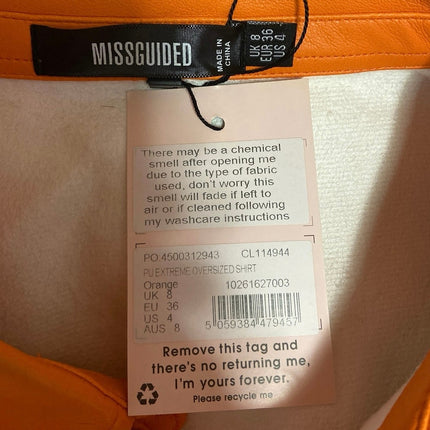 MISSGUIDED
MADE IN
CHINA
UK 8
EUR 36
US 4
There may be a chemical
smell after opening me
due to the type of fabric
used, don't worry this
smell will fade if left to
air or if cleaned following
my washcare instructions
PO 4500312943 CL114944
PU EXTREME OVERSIZED SHIRT
Orange 10261627003
UK 8
EU 36
US 4
AUS 8
5 059384 479457
Remove this tag and
there's no returning me,
I'm yours forever.
Please recycle me